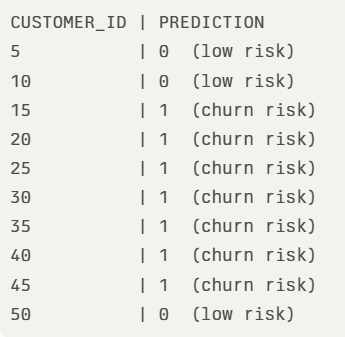 CUSTOMER_ID | PREDICTION
5           | 0  (low risk)
10          | 0  (low risk)
15          | 1  (churn risk)
20          | 1  (churn risk)
25          | 1  (churn risk)
30          | 1  (churn risk)
35          | 1  (churn risk)
40          | 1  (churn risk)
45          | 1  (churn risk)
50          | 0  (low risk)